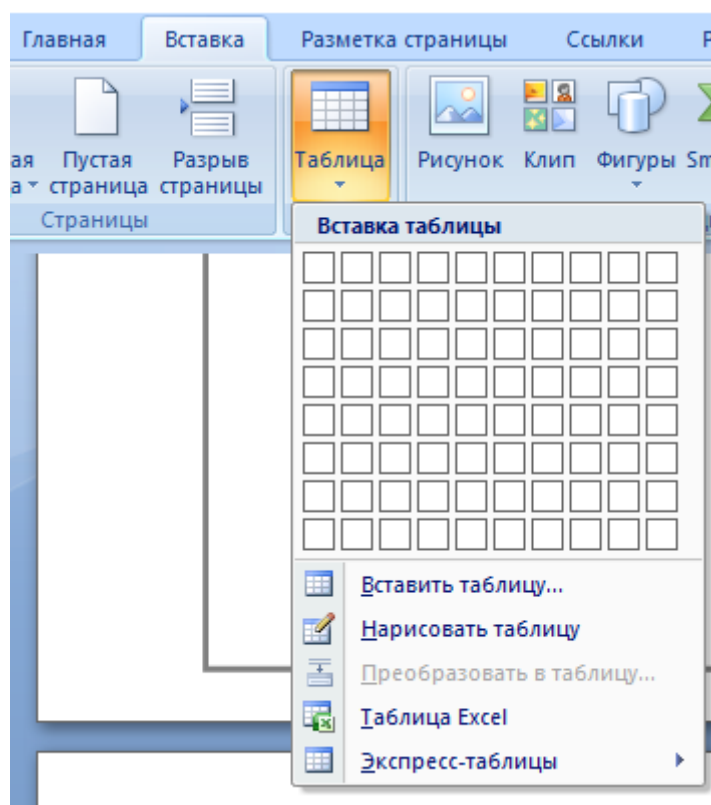 Главная Вставка Разметка страницы Ссылки
Таблица Рисунок Клип Фигуры
Пустая страница
Разрыв страницы
Страницы
Вставка таблицы
Вставить таблицу...
Нарисовать таблицу
Преобразовать в таблицу...
Таблица Excel
Экспресс-таблицы